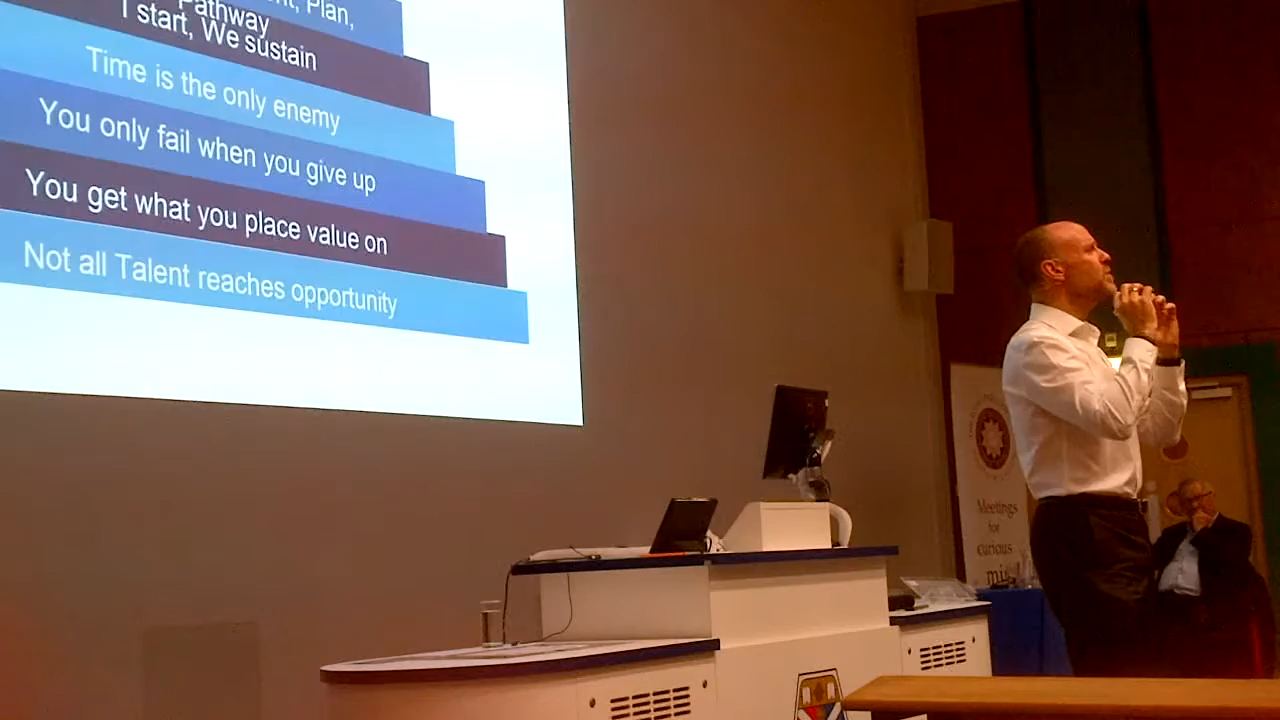 Plan,
Pathway
I start, We sustain
Time is the only enemy
You only fail when you give up
You get what you place value on
Not all Talent reaches opportunity
Meetings
for
curious